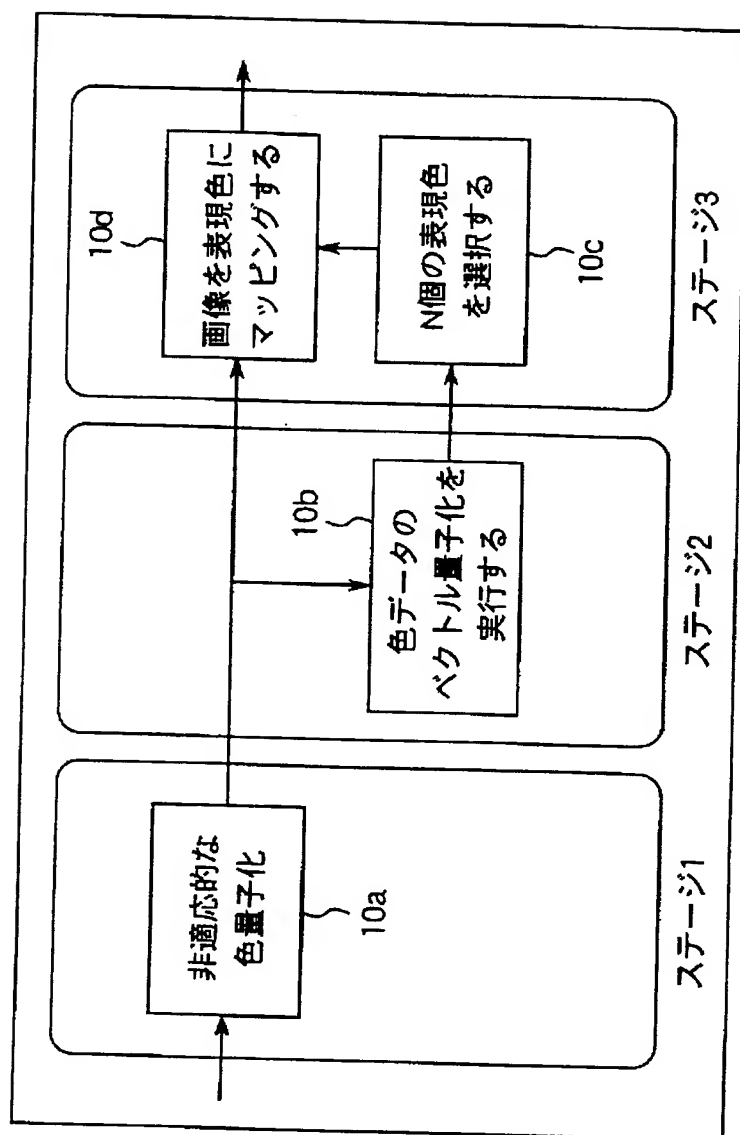 非適応的な
色量子化
10a
ステージ1
10b
色データの
ベクトル量子化を
実行する
ステージ2
10d
画像を表現色に
マッピングする
N個の表現色
を選択する
10c
ステージ3